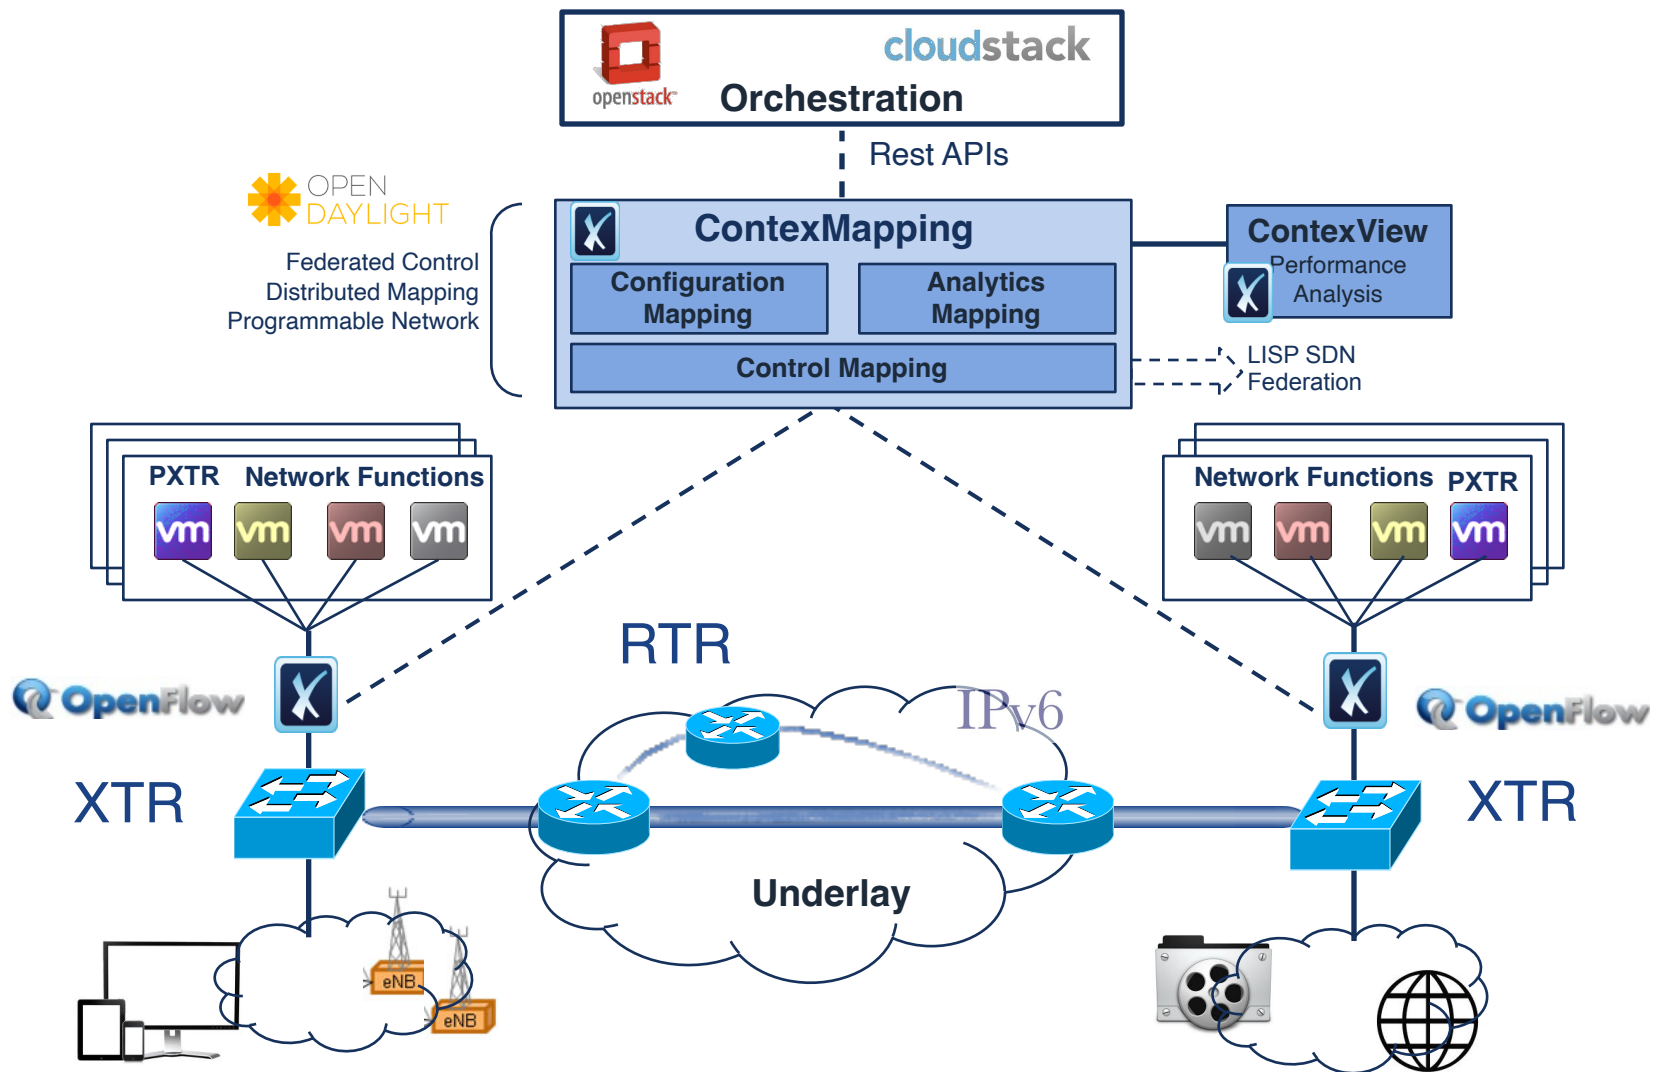 openstack™
cloudstack
Orchestration
Rest APIs
OPEN
DAYLIGHT
Federated Control
Distributed Mapping
Programmable Network
ContexMapping
Configuration
Mapping
Analytics
Mapping
Control Mapping
ContexView
Performance
Analysis
LISP SDN
Federation
PXTR Network Functions
vm vm vm vm
Network Functions PXTR
vm vm vm vm
OpenFlow
RTR
IPv6
OpenFlow
XTR
XTR
Underlay
eNB
eNB